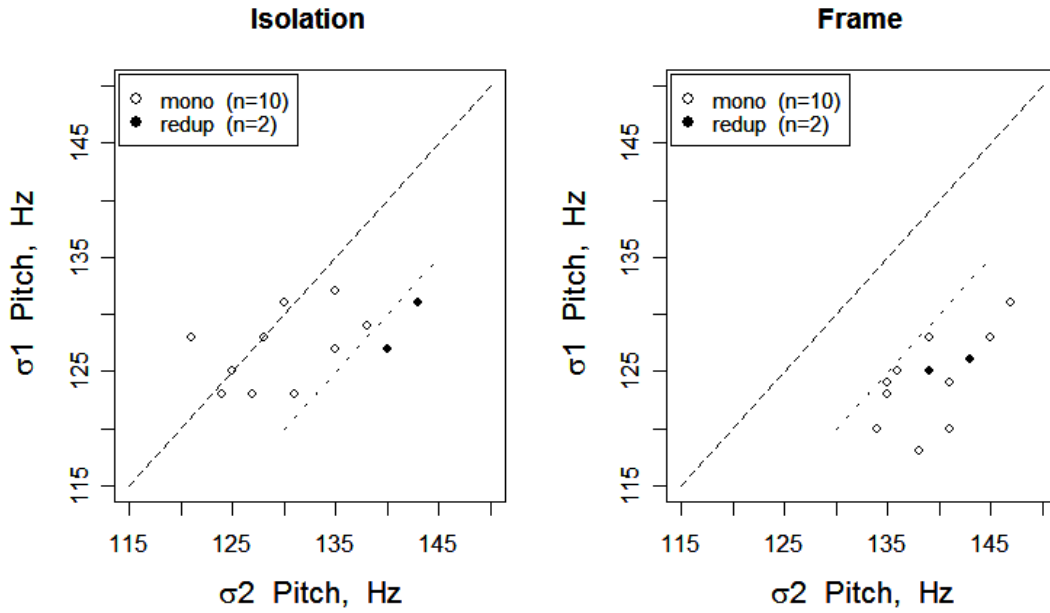 Isolation
mono (n=10)
redup (n=2)
σ1 Pitch, Hz
115 125 135 145
115 125 135 145
σ2 Pitch, Hz
Frame
mono (n=10)
redup (n=2)
σ1 Pitch, Hz
115 125 135 145
115 125 135 145
σ2 Pitch, Hz